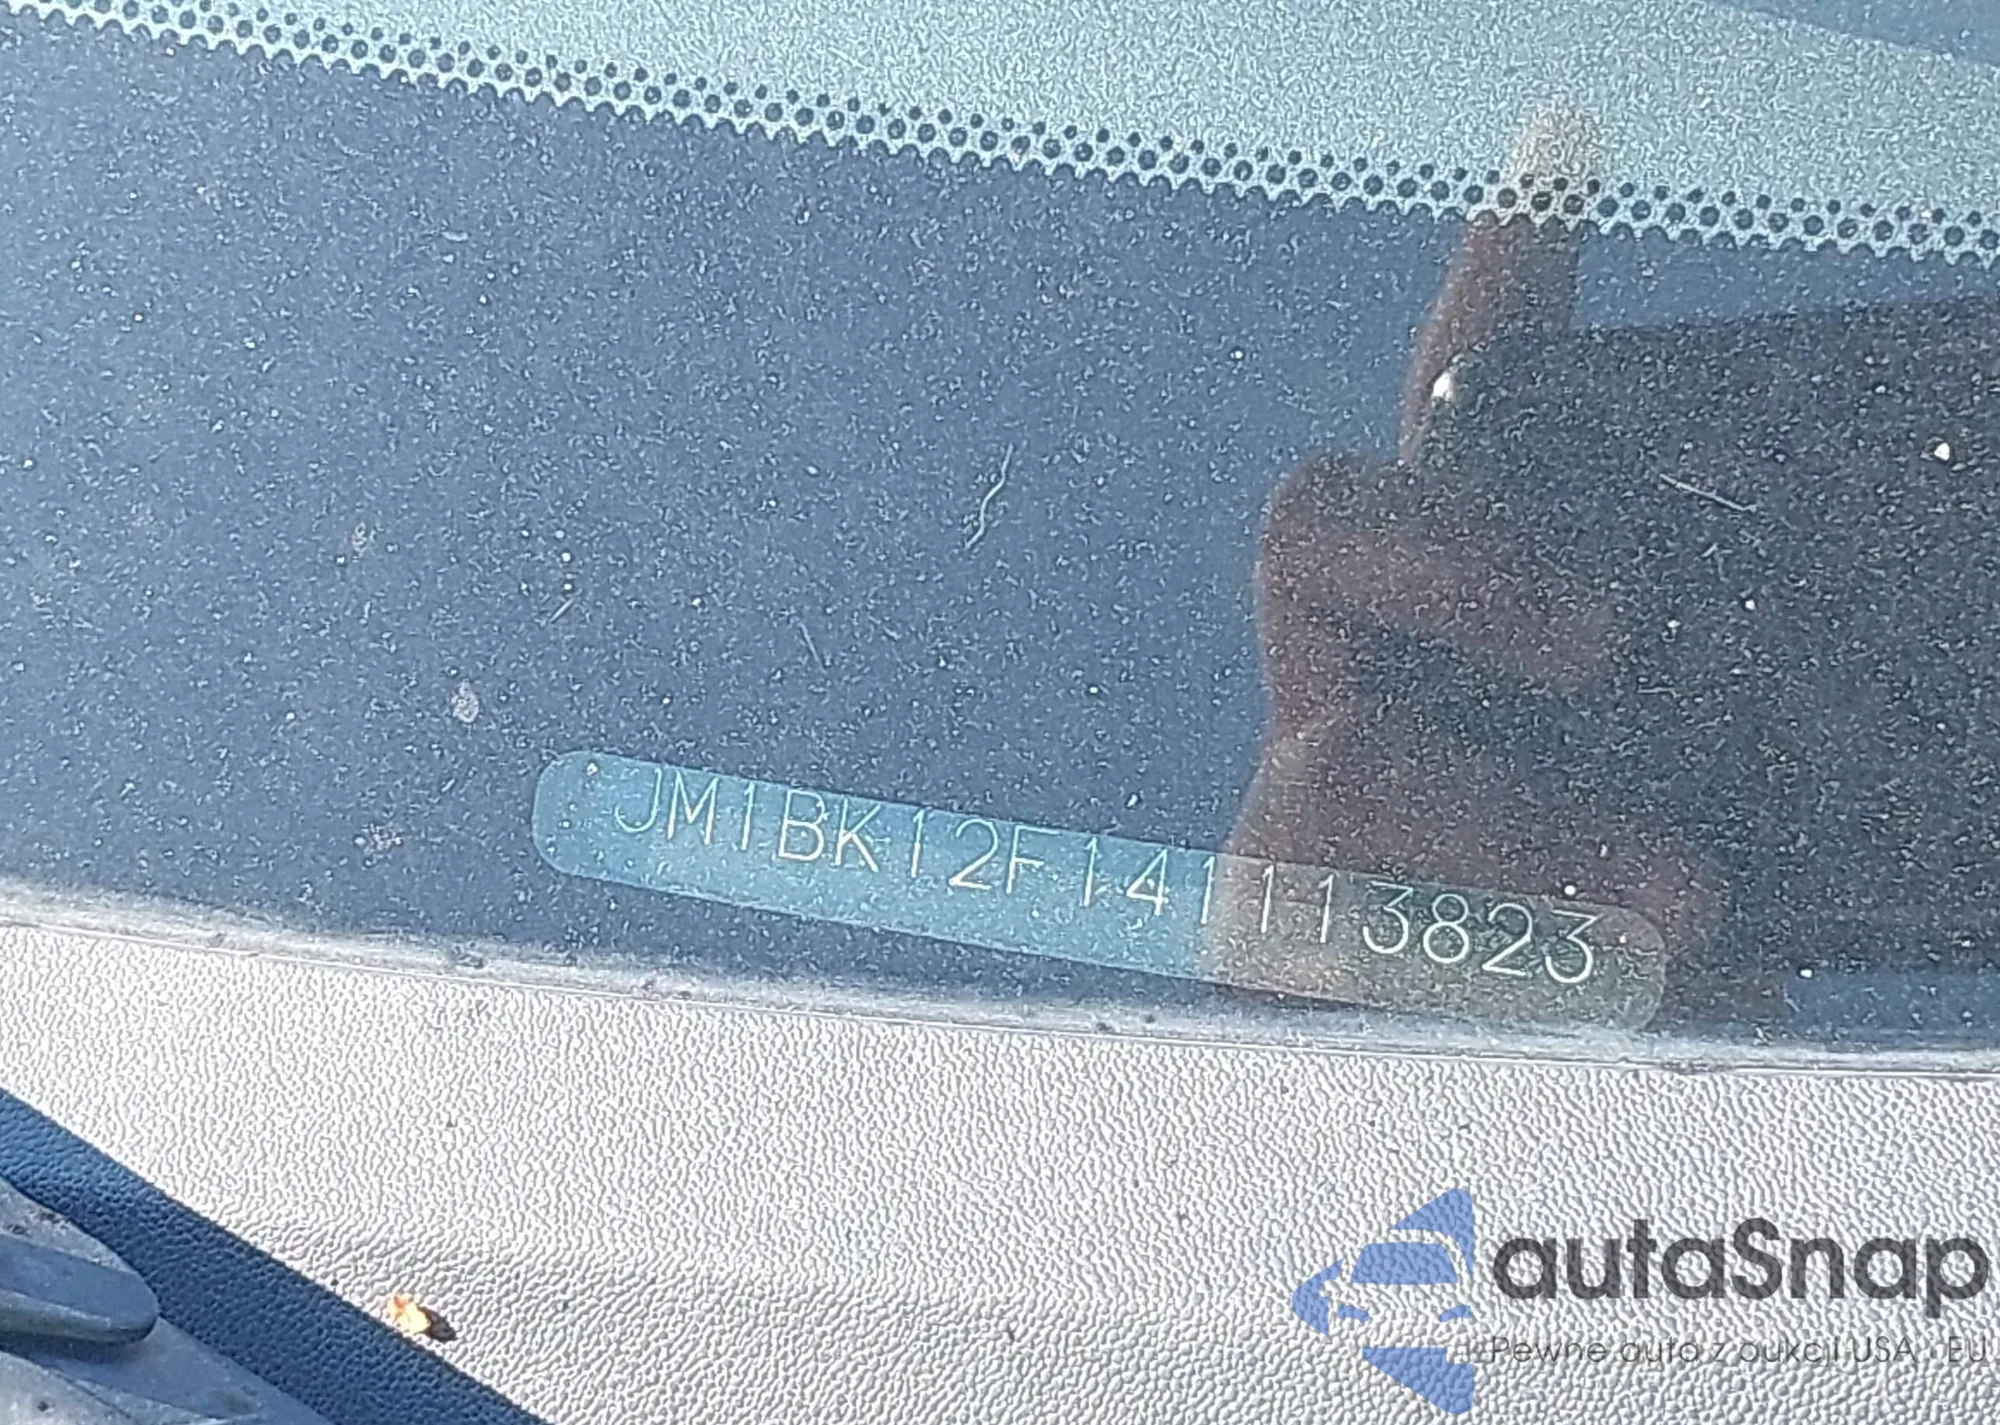 JM1BK12F141113823
autaSnap
Pewne auto z aukcji USA i EU